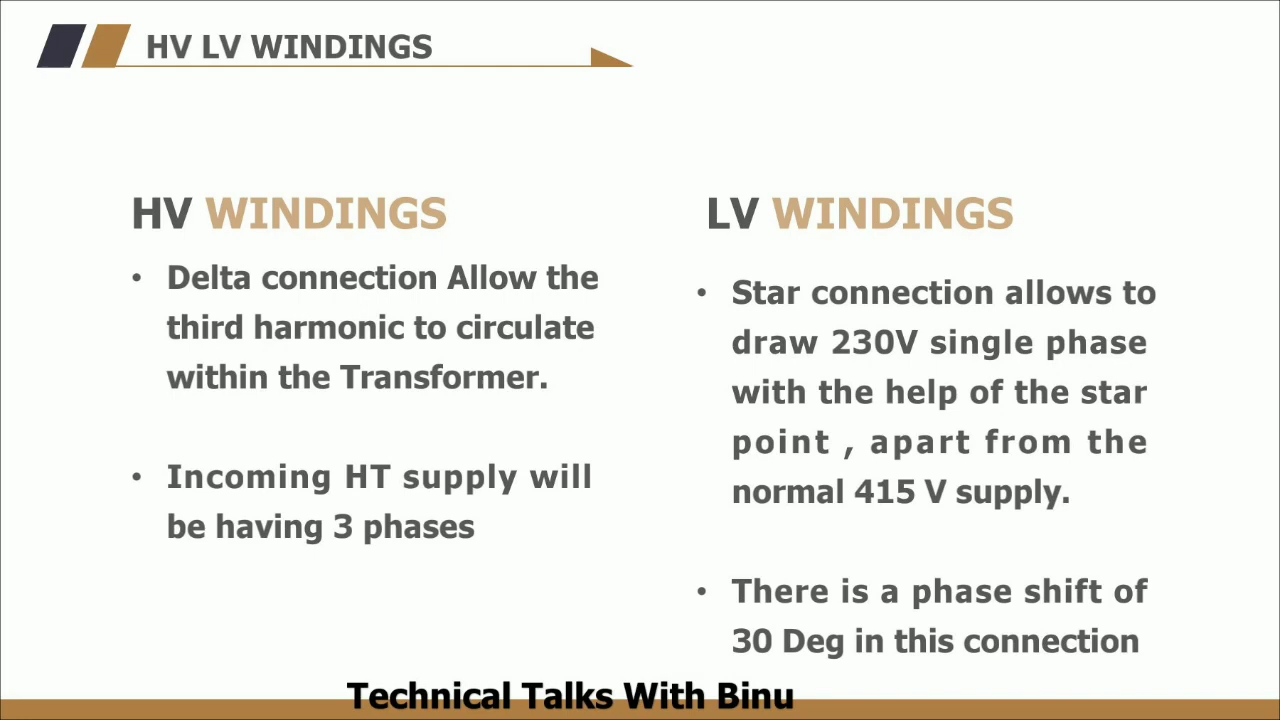 HV LV WINDINGS
HV WINDINGS
• Delta connection Allow the
third harmonic to circulate
within the Transformer.
• Incoming HT supply will
be having 3 phases
LV WINDINGS
• Star connection allows to
draw 230V single phase
with the help of the star
point , apart from the
normal 415 V supply.
• There is a phase shift of
30 Deg in this connection
Technical Talks With Binu